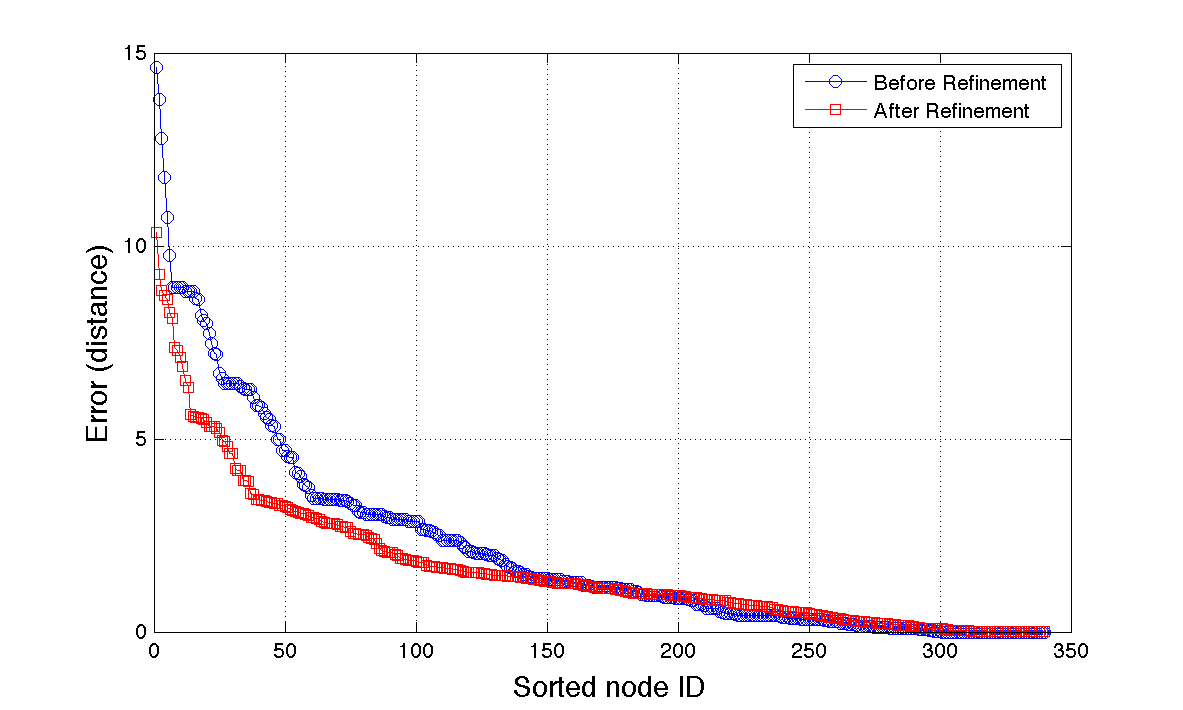 15
10
5
0
Error (distance)
Before Refinement
After Refinement
0 50 100 150 200 250 300 350
Sorted node ID